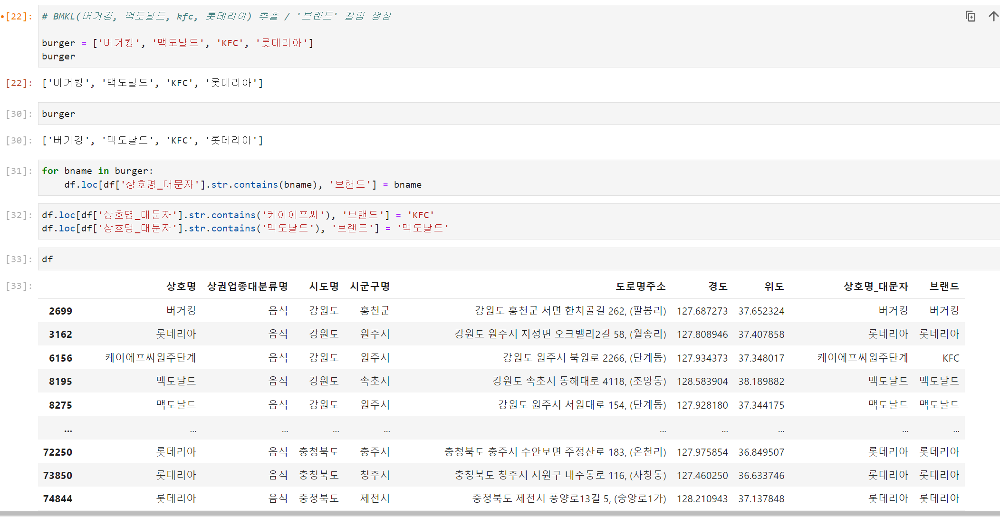 [22]: # BMKL(버거킹, 맥도날드, kfc, 롯데리아) 추출 / '브랜드' 컬럼 생성
burger = ['버거킹', '맥도날드', 'KFC', '롯데리아']
burger
[22]: ['버거킹', '맥도날드', 'KFC', '롯데리아']
[30]: burger
[30]: ['버거킹', '맥도날드', 'KFC', '롯데리아']
[31]: for bname in burger:
    df.loc[df['상호명_대문자'].str.contains(bname), '브랜드'] = bname
[32]: df.loc[df['상호명_대문자'].str.contains('케이에프씨'), '브랜드'] = 'KFC'
df.loc[df['상호명_대문자'].str.contains('멕도날드'), '브랜드'] = '맥도날드'
[33]: df
[33]: 상호명 상권업종대분류명 시도명 시군구명 도로명주소 경도 위도 상호명_대문자 브랜드
2699 버거킹 음식 강원도 홍천군 강원도 홍천군 서면 한치골길 262, (팔봉리) 127.687273 37.652324 버거킹 버거킹
3162 롯데리아 음식 강원도 원주시 강원도 원주시 지정면 오크밸리2길 58, (월송리) 127.808946 37.407858 롯데리아 롯데리아
6156 케이에프씨원주단계 음식 강원도 원주시 강원도 원주시 북원로 2266, (단계동) 127.934373 37.348017 케이에프씨원주단계 KFC
8195 맥도날드 음식 강원도 속초시 강원도 속초시 동해대로 4118, (조양동) 128.583904 38.189882 맥도날드 맥도날드
8275 맥도날드 음식 강원도 원주시 강원도 원주시 서원대로 154, (단계동) 127.928180 37.344175 맥도날드 맥도날드
... ... ... ... ... ... ... ... ... ...
72250 롯데리아 음식 충청북도 충주시 충청북도 충주시 수안보면 주정산로 183, (온천리) 127.975854 36.849507 롯데리아 롯데리아
73850 롯데리아 음식 충청북도 청주시 충청북도 청주시 서원구 내수동로 116, (사창동) 127.460250 36.633746 롯데리아 롯데리아
74844 롯데리아 음식 충청북도 제천시 충청북도 제천시 풍양로13길 5, (중앙로1가) 128.210943 37.137848 롯데리아 롯데리아